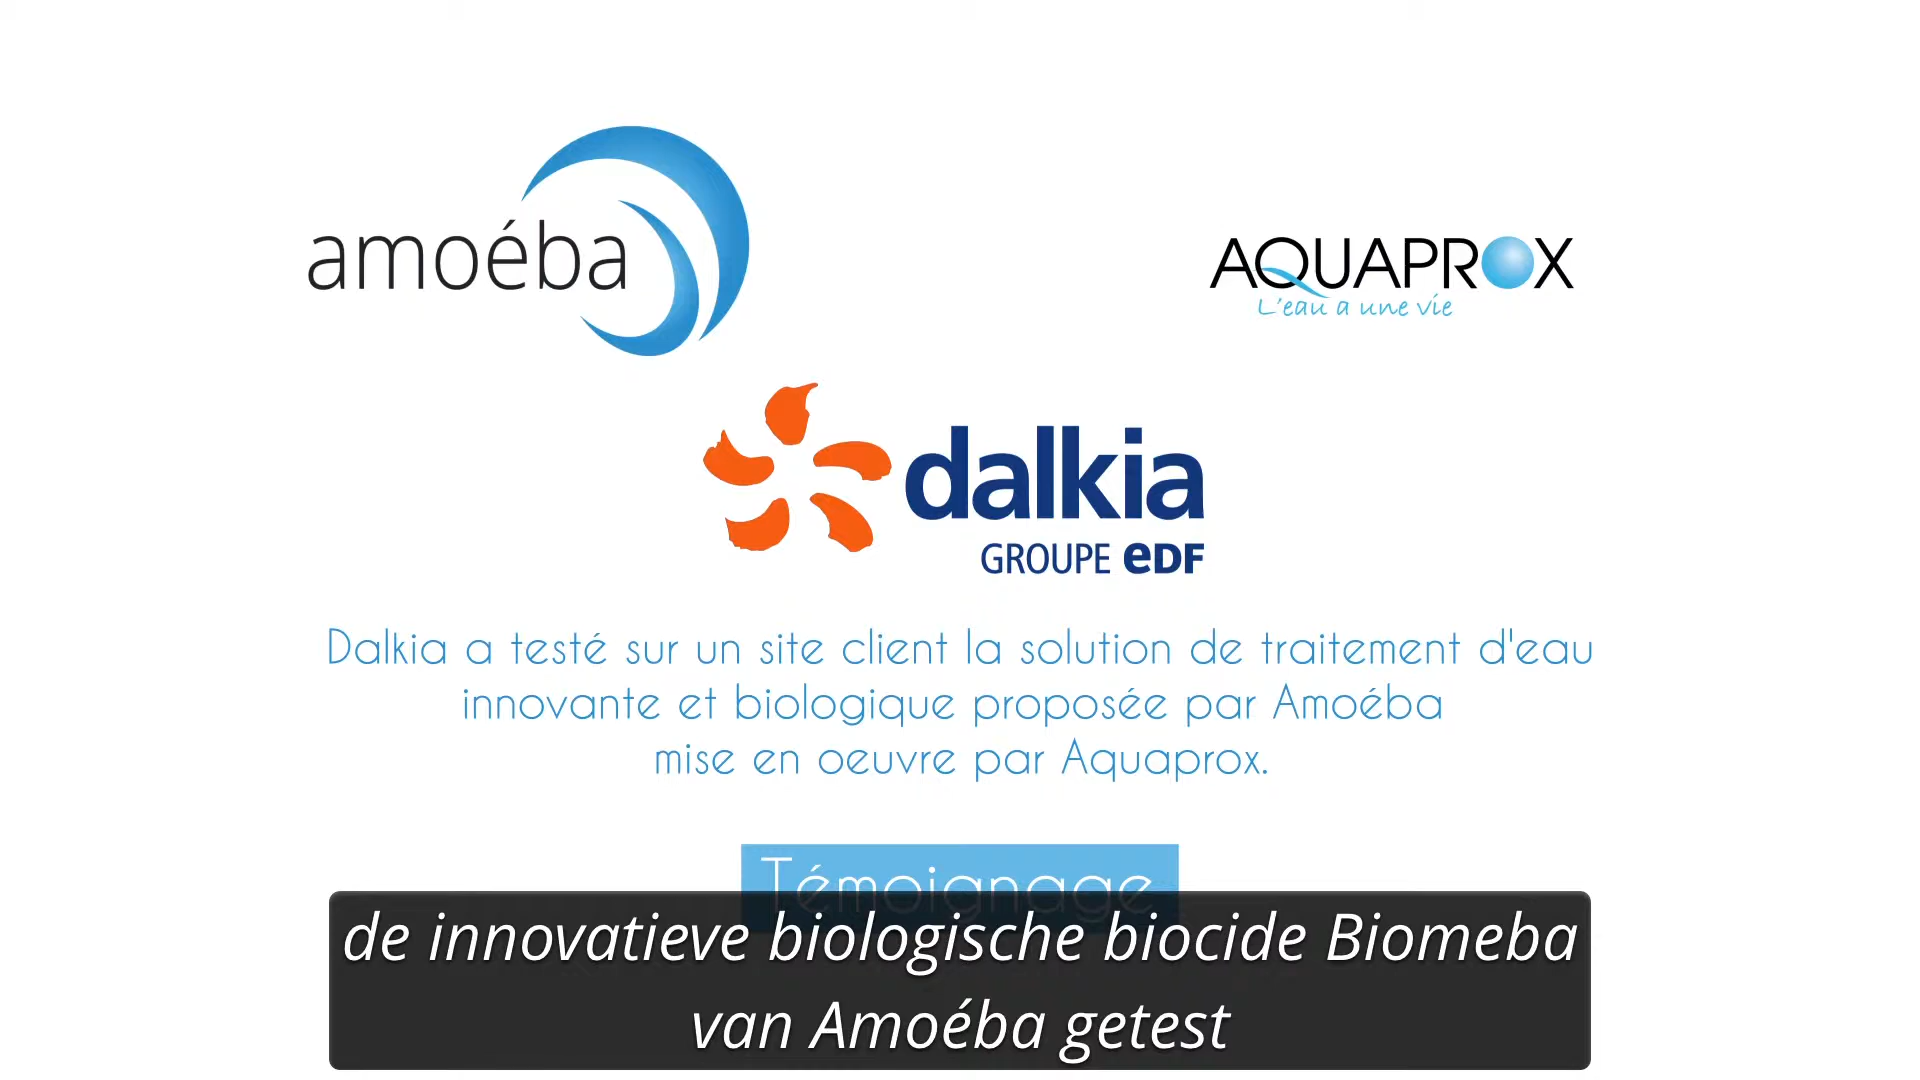 amoéba
AQUAPROX
L'eau a une vie
dalkia
GROUPE eDF
Dalkia a testé sur un site client la solution de traitement d'eau
innovante et biologique proposée par Amoéba
mise en oeuvre par Aquaprox.
Témoignage
de innovatieve biologische biocide Biomeba
van Amoéba getest